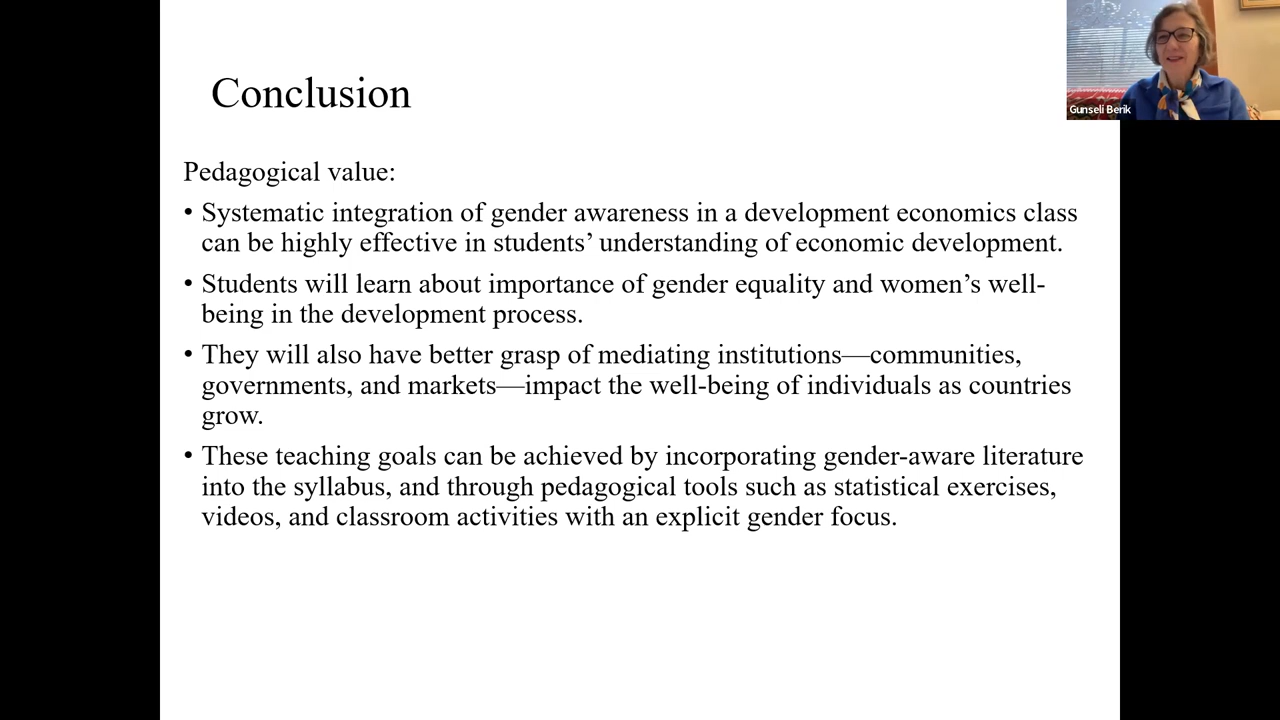 Conclusion
Gunseli Berik
Pedagogical value:
• Systematic integration of gender awareness in a development economics class
can be highly effective in students’ understanding of economic development.
• Students will learn about importance of gender equality and women’s well-
being in the development process.
• They will also have better grasp of mediating institutions—communities,
governments, and markets—impact the well-being of individuals as countries
grow.
• These teaching goals can be achieved by incorporating gender-aware literature
into the syllabus, and through pedagogical tools such as statistical exercises,
videos, and classroom activities with an explicit gender focus.